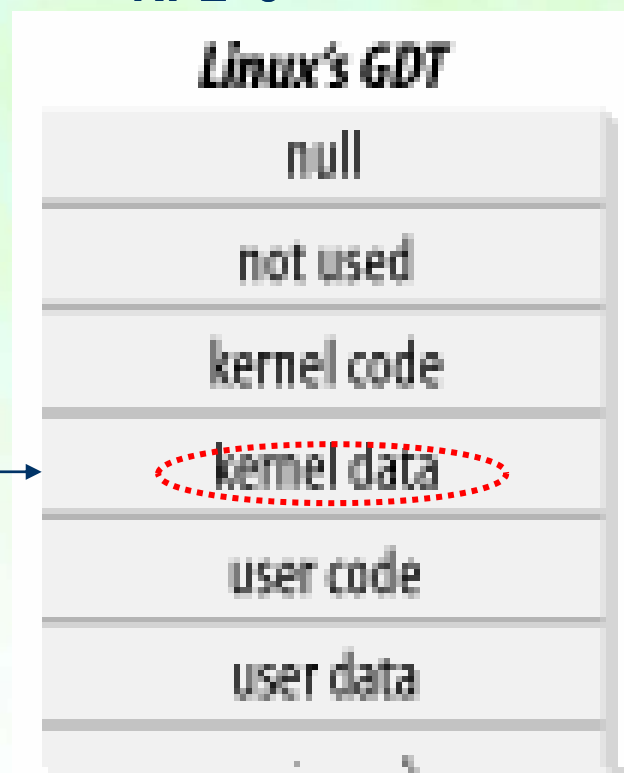 Linux's GDT
null
not used
kernel code
kernel data
user code
user data